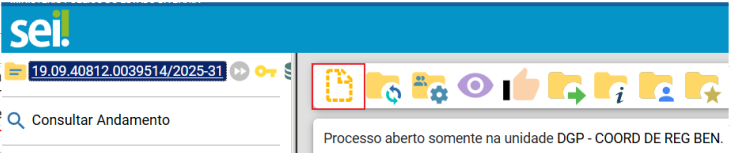 sei!
19.09.40812.0039514/2025-31
Consultar Andamento
Processo aberto somente na unidade DGP - COORD DE REG BEN.